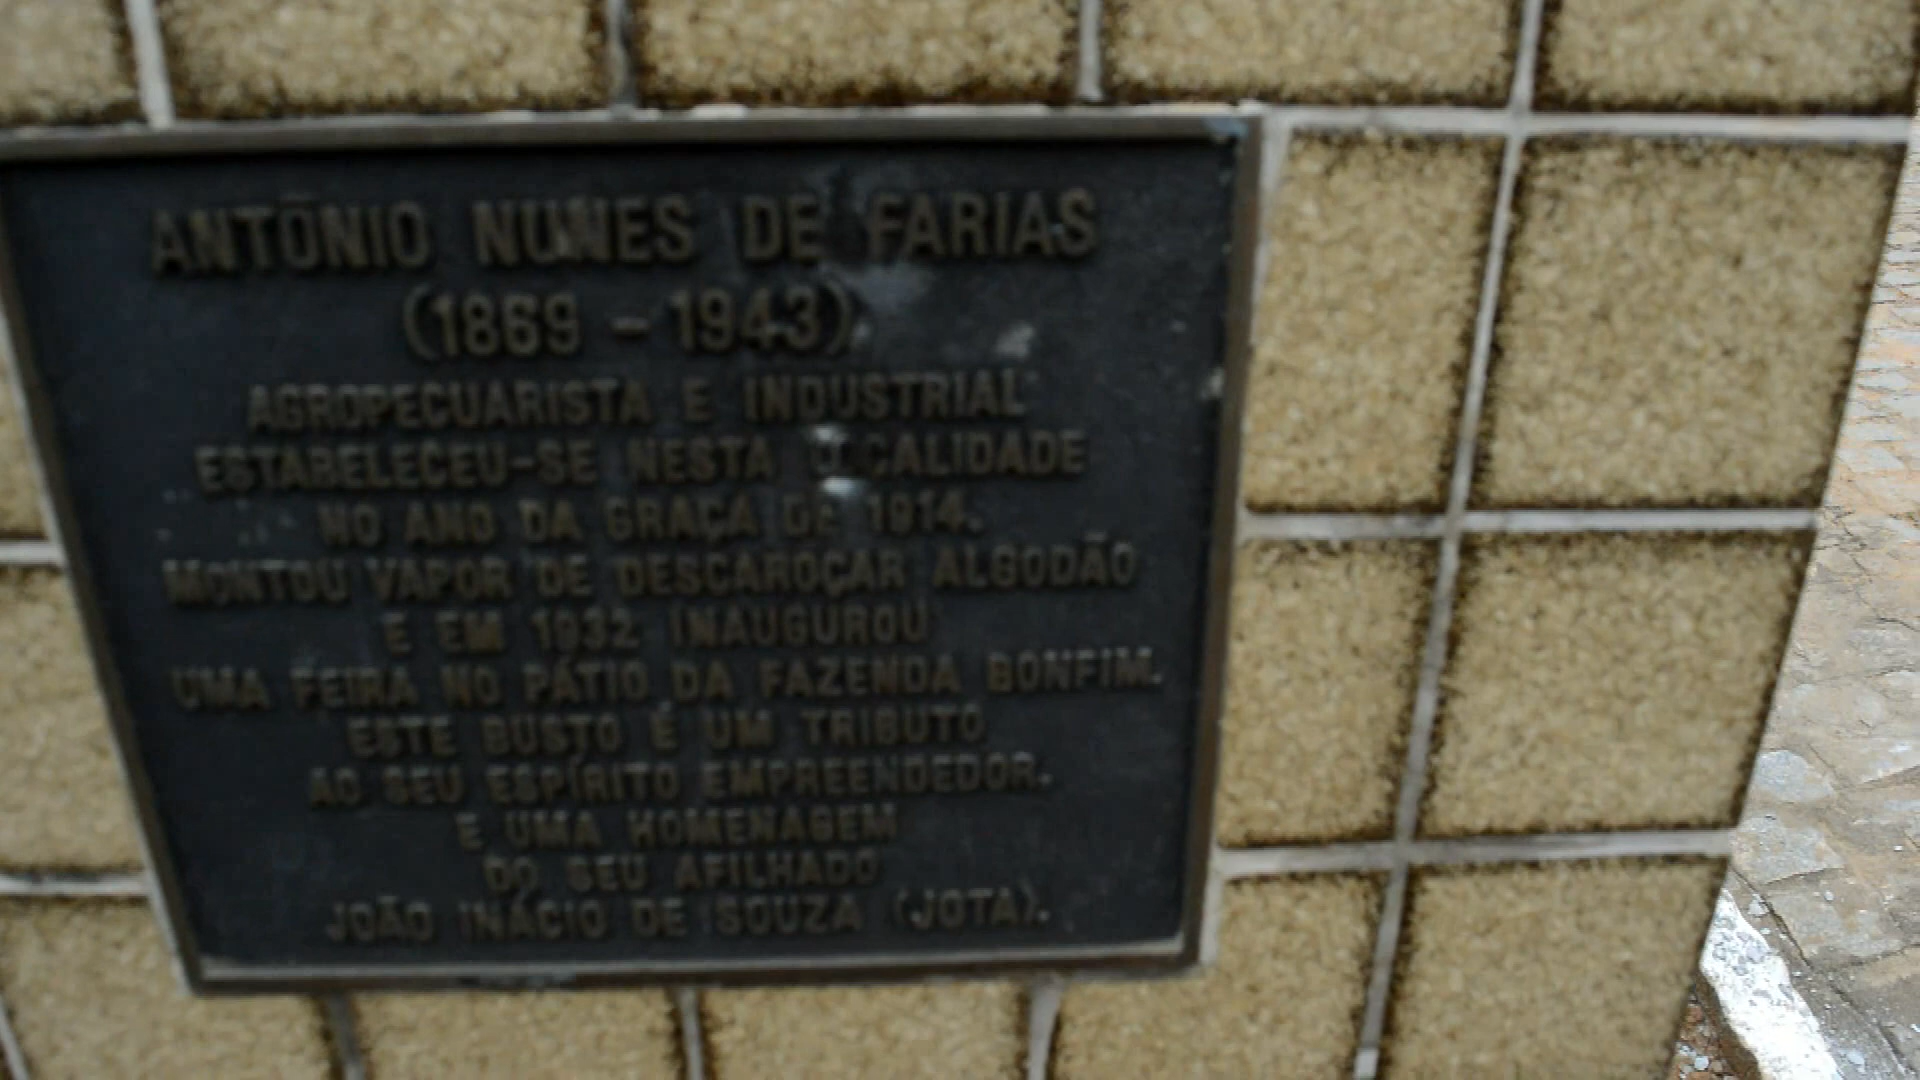 ANTÔNIO NUNES DE FARIAS
(1869 - 1943)
AGROPECUARISTA E INDUSTRIAL
ESTABELECEU-SE NESTA LOCALIDADE
NO ANO DA GRAÇA DE 1914.
MONTOU VAPOR DE DESCAROÇAR ALGODÃO
E EM 1932 INAUGUROU
UMA FEIRA NO PÁTIO DA FAZENDA BONFIM.
ESTE BUSTO É UM TRIBUTO
AO SEU ESPÍRITO EMPREENDEDOR.
E UMA HOMENAGEM
DO SEU AFILHADO
JOÃO INÁCIO DE SOUZA (JOTA).